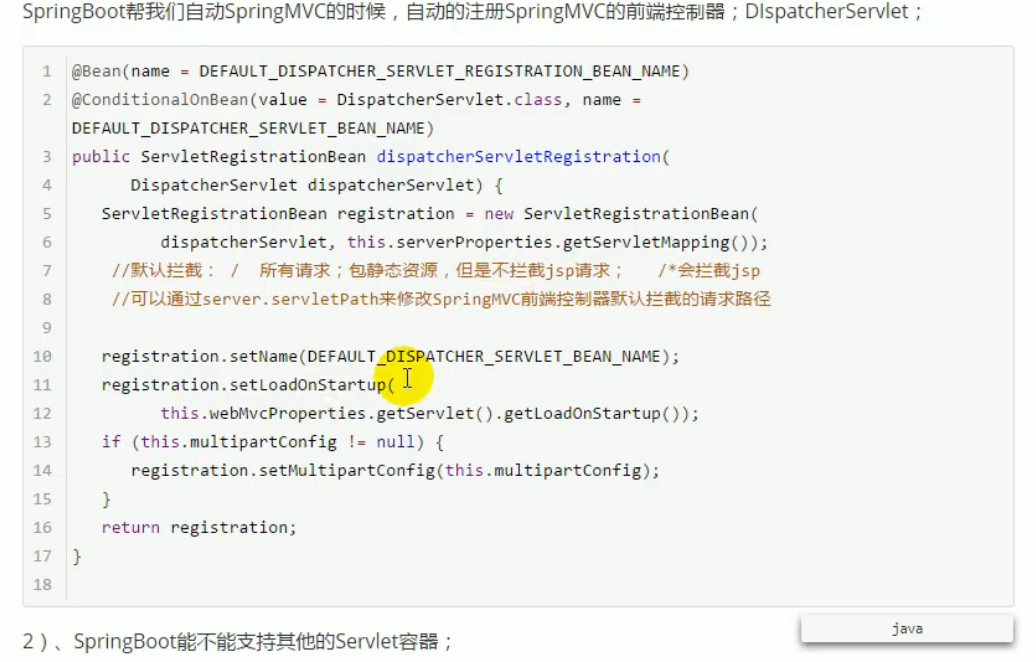 SpringBoot帮我们自动SpringMVC的时候，自动的注册SpringMVC的前端控制器；DIspatcherServlet；
1 @Bean(name = DEFAULT_DISPATCHER_SERVLET_REGISTRATION_BEAN_NAME)
2 @ConditionalOnBean(value = DispatcherServlet.class, name =
DEFAULT_DISPATCHER_SERVLET_BEAN_NAME)
3 public ServletRegistrationBean dispatcherServletRegistration(
4 DispatcherServlet dispatcherServlet) {
5 ServletRegistrationBean registration = new ServletRegistrationBean(
6 dispatcherServlet, this.serverProperties.getServletMapping());
7 //默认拦截： / 所有请求；包静态资源，但是不拦截jsp请求； /*会拦截jsp
8 //可以通过server.servletPath来修改SpringMVC前端控制器默认拦截的请求路径
9
10 registration.setName(DEFAULT_DISPATCHER_SERVLET_BEAN_NAME);
11 registration.setLoadOnStartup(
12 this.webMvcProperties.getServlet().getLoadOnStartup());
13 if (this.multipartConfig != null) {
14 registration.setMultipartConfig(this.multipartConfig);
15 }
16 return registration;
17 }
18
java
2）、SpringBoot能不能支持其他的Servlet容器；